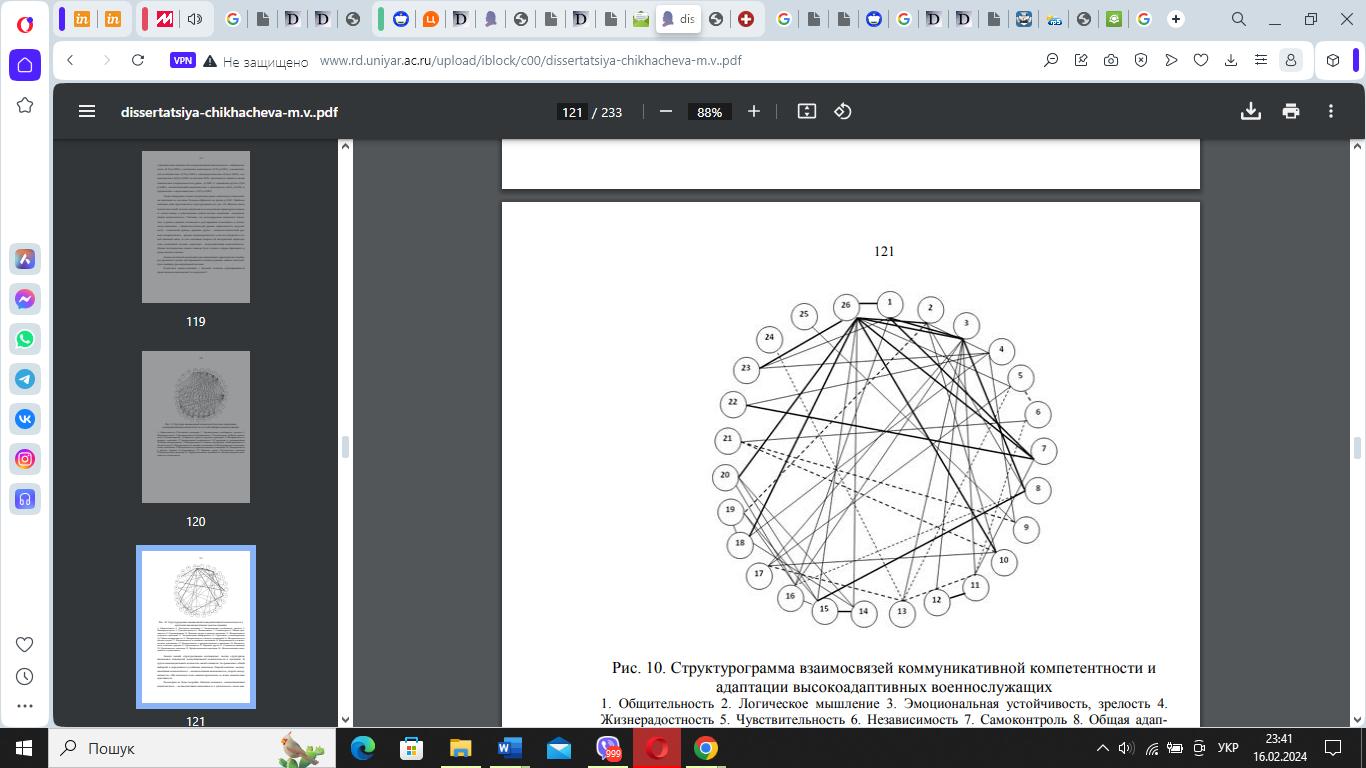 dis
VPN
Не защищено
www.rd.uniyar.ac.ru/upload/iblock/c00/dissertatsiya-chikhacheva-m.v..pdf
dissertatsiya-chikhacheva-m.v..pdf
121 / 233
88%
119
120
121
121
26
1
2
3
4
5
6
7
8
9
10
11
12
13
14
15
16
17
18
19
20
21
22
23
24
25
Рис. 10. Структурограмма взаимосвязей коммуникативной компетентности и
адаптации высокоадаптивных военнослужащих
1. Общительность 2. Логическое мышление 3. Эмоциональная устойчивость, зрелость 4.
Жизнерадостность 5. Чувствительность 6. Независимость 7. Самоконтроль 8. Общая адап-
Пошук
999
УКР
23:41
16.02.2024